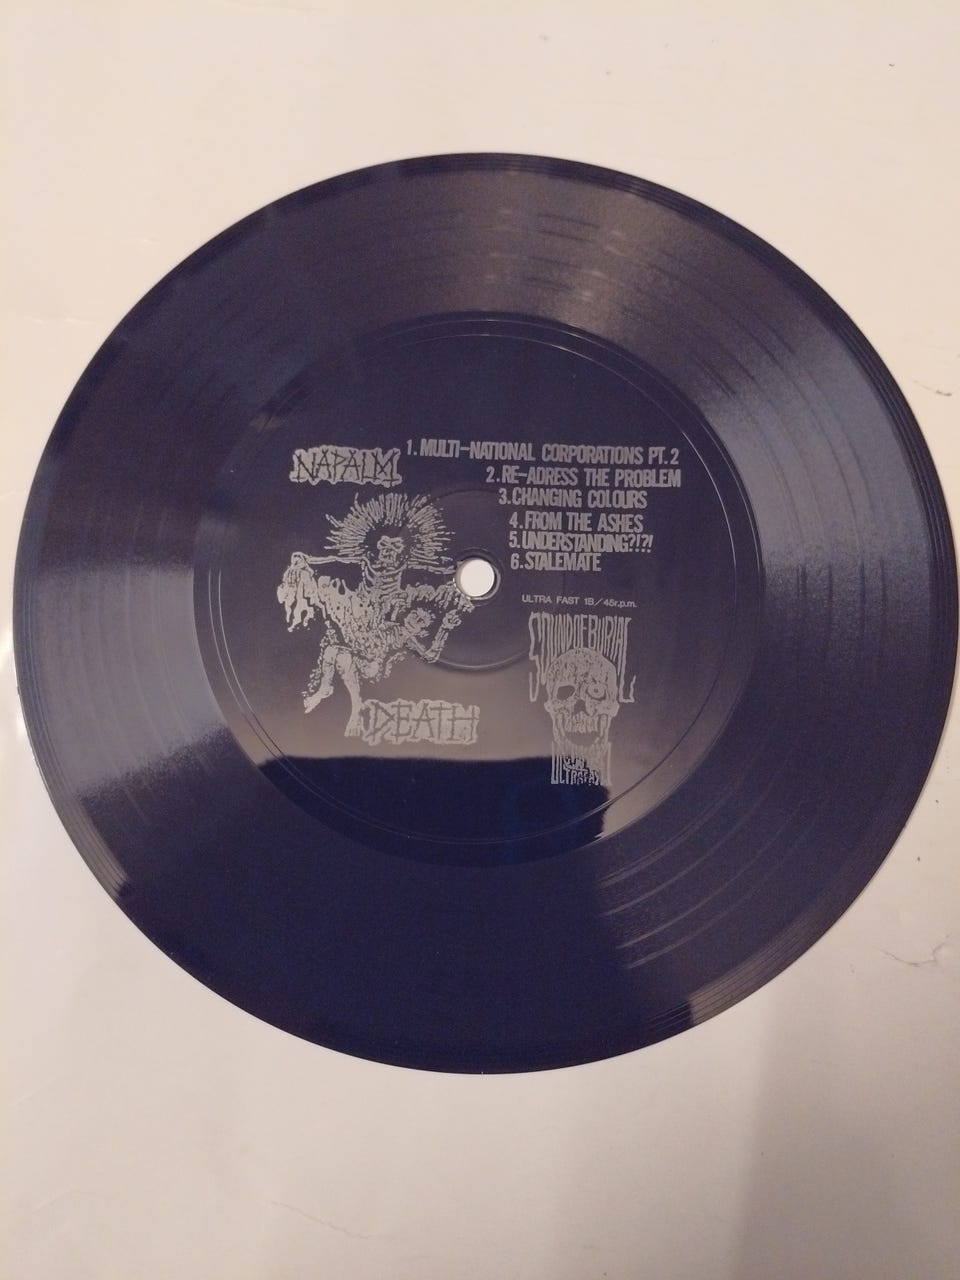 NAPALM
DEATH
1. MULTI-NATIONAL CORPORATIONS PT. 2
2. RE-ADRESS THE PROBLEM
3. CHANGING COLOURS
4. FROM THE ASHES
5. UNDERSTANDING?!?!
6. STALEMATE
ULTRA FAST 1B/45r.p.m.
SOUND OF BURIAL